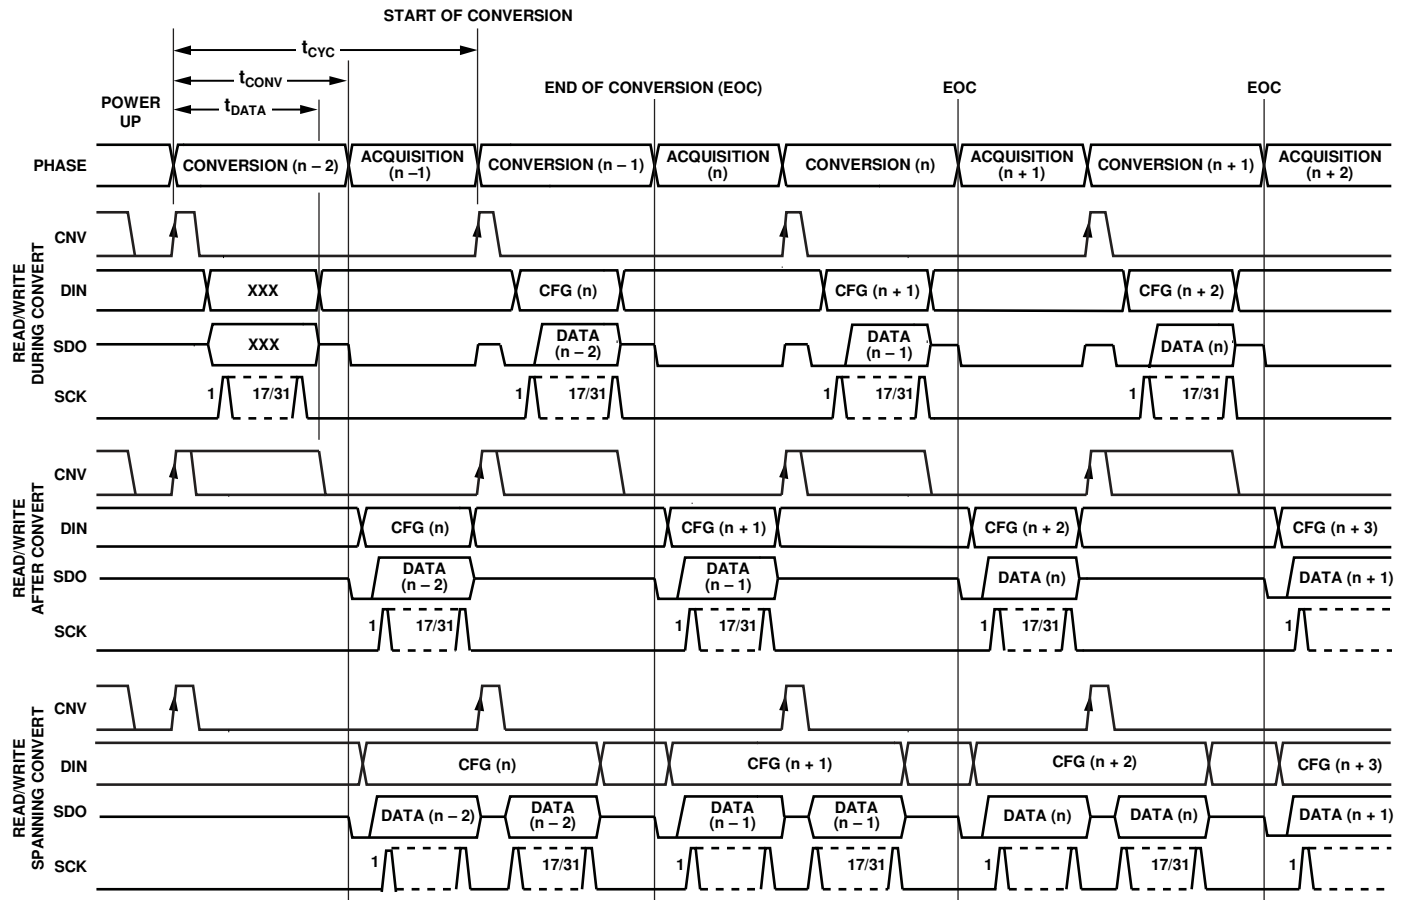 START OF CONVERSION
tCYC
tCONV
tDATA
POWER
UP
END OF CONVERSION (EOC)
EOC
EOC
PHASE
CONVERSION (n – 2)
ACQUISITION
(n –1)
CONVERSION (n – 1)
ACQUISITION
(n)
CONVERSION (n)
ACQUISITION
(n + 1)
CONVERSION (n + 1)
ACQUISITION
(n + 2)
READ/WRITE
DURING CONVERT
CNV
DIN
XXX
CFG (n)
CFG (n + 1)
CFG (n + 2)
SDO
XXX
DATA
(n – 2)
DATA
(n – 1)
DATA (n)
SCK
1
17/31
1
17/31
1
17/31
1
17/31
READ/WRITE
AFTER CONVERT
CNV
DIN
CFG (n)
CFG (n + 1)
CFG (n + 2)
CFG (n + 3)
SDO
DATA
(n – 2)
DATA
(n – 1)
DATA (n)
DATA (n + 1)
SCK
1
17/31
1
17/31
1
17/31
1
READ/WRITE
SPANNING CONVERT
CNV
DIN
CFG (n)
CFG (n + 1)
CFG (n + 2)
CFG (n + 3)
SDO
DATA (n – 2)
DATA
(n – 2)
DATA
(n – 1)
DATA
(n – 1)
DATA (n)
DATA (n)
DATA (n + 1)
SCK
1
17/31
1
17/31
1
17/31
1